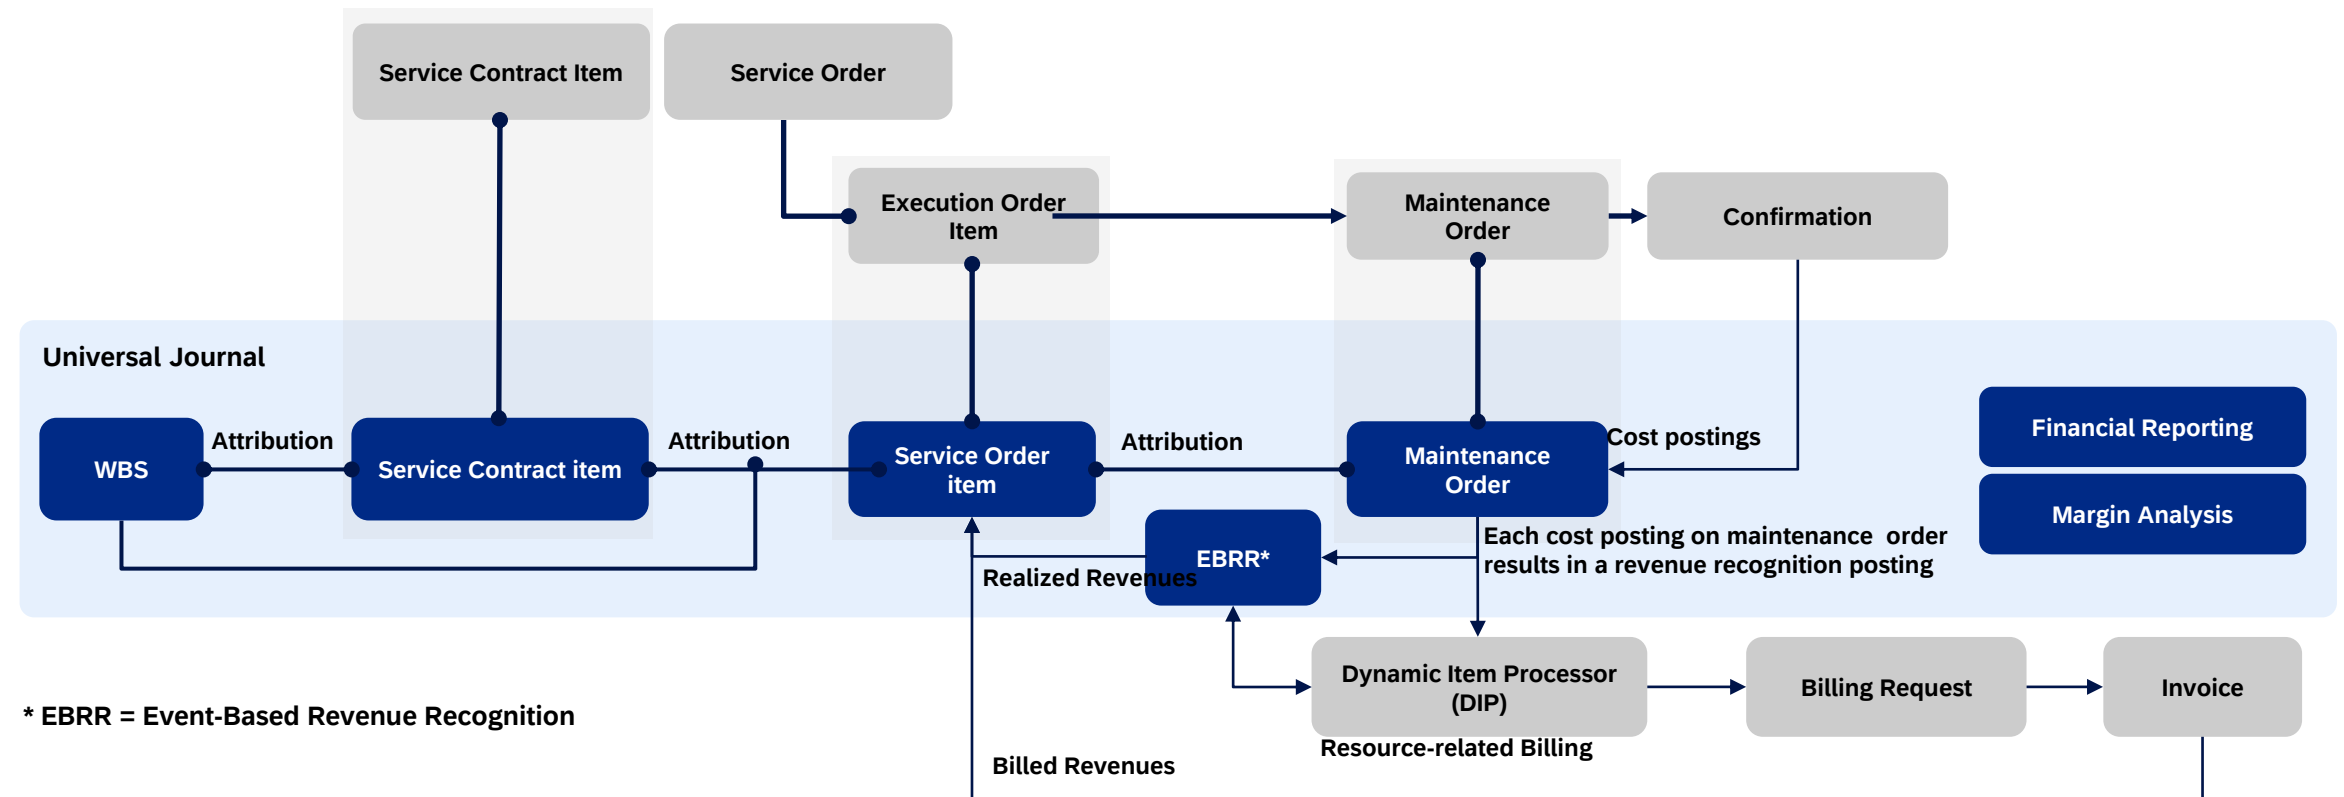 Service Contract Item
Service Order
Execution Order
Item
Maintenance
Order
Confirmation
Universal Journal
WBS
Attribution
Service Contract item
Attribution
Service Order
item
Attribution
Maintenance
Order
Cost postings
Financial Reporting
Margin Analysis
EBRR*
Realized Revenues
Each cost posting on maintenance order
results in a revenue recognition posting
Dynamic Item Processor
(DIP)
Billing Request
Invoice
* EBRR = Event-Based Revenue Recognition
Resource-related Billing
Billed Revenues